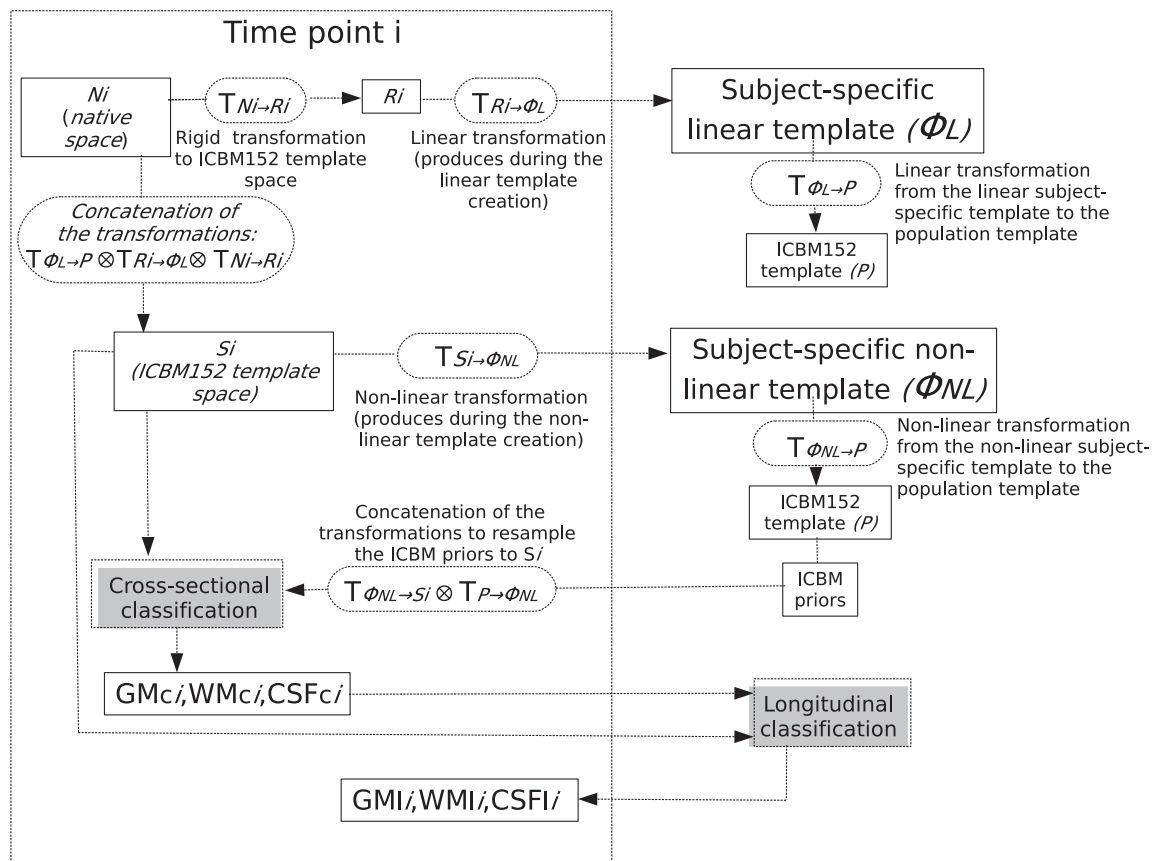 Time point i
Ni
(native
space)
TNi→Ri
Rigid transformation
to ICBM152 template
space
Ri
TRi→ΦL
Linear transformation
(produces during the
linear template
creation)
Subject-specific
linear template (ΦL)
TΦL→P
Linear transformation
from the linear subject-
specific template to the
population template
ICBM152
template (P)
Concatenation of
the transformations:
TΦL→P ⊗TRi→ΦL⊗ TNi→Ri
Si
(ICBM152 template
space)
TSi→ΦNL
Non-linear transformation
(produces during the non-
linear template creation)
Subject-specific non-
linear template (ΦNL)
TΦNL→P
Non-linear transformation
from the non-linear subject-
specific template to the
population template
ICBM152
template (P)
ICBM
priors
Concatenation of the
transformations to resample
the ICBM priors to Si
TΦNL→Si ⊗ TP→ΦNL
Cross-sectional
classification
GMci,WMci,CSFci
Longitudinal
classification
GMli,WMli,CSFli